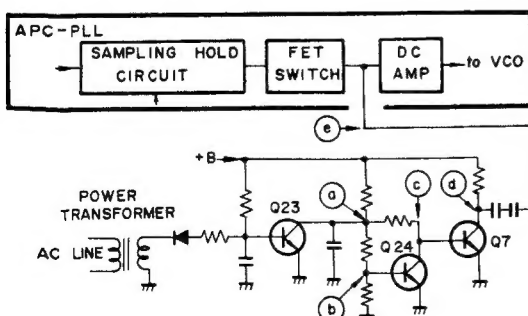 APC-PLL
SAMPLING HOLD
CIRCUIT
FET
SWITCH
DC
AMP
to VCO
e
+B
POWER
TRANSFORMER
AC LINE
Q23
a
c
d
Q24
Q7
b